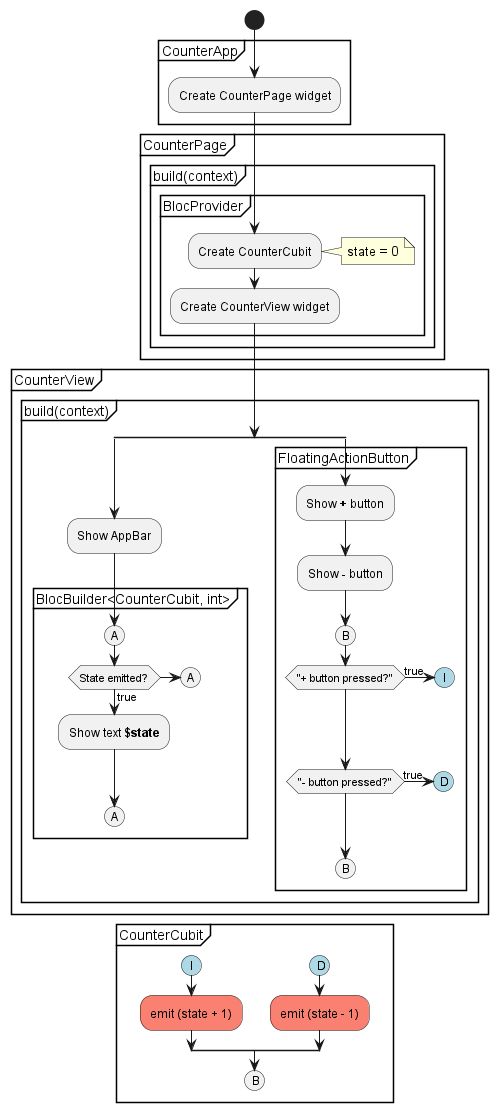 CounterApp
Create CounterPage widget
CounterPage
build(context)
BlocProvider
Create CounterCubit
state = 0
Create CounterView widget
CounterView
build(context)
Show AppBar
BlocBuilder<CounterCubit, int>
A
State emitted?
A
true
Show text $state
A
FloatingActionButton
Show + button
Show - button
B
"+ button pressed?"
true
I
"- button pressed?"
true
D
B
CounterCubit
I
D
emit (state + 1)
emit (state - 1)
B